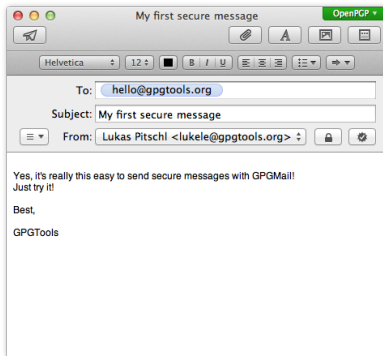 My first secure message
OpenPGP
Helvetica 12 B I U
To: hello@gpgtools.org
Subject: My first secure message
From: Lukas Pitschl <lukele@gpgtools.org>
Yes, it's really this easy to send secure messages with GPGMail!
Just try it!
Best,
GPGTools